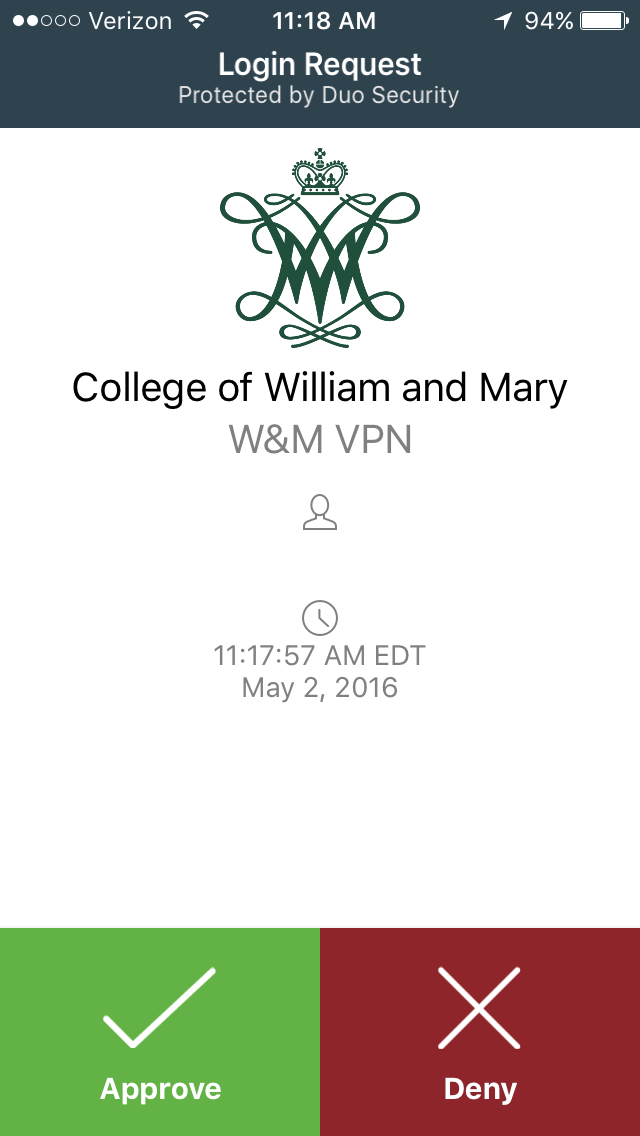 Verizon 11:18 AM 94%
Login Request
Protected by Duo Security
College of William and Mary
W&M VPN
11:17:57 AM EDT
May 2, 2016
Approve Deny